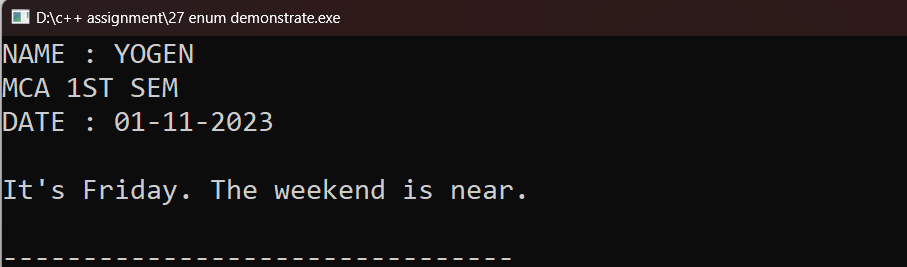 D:\c++ assignment\27 enum demonstrate.exe
NAME : YOGEN
MCA 1ST SEM
DATE : 01-11-2023
It's Friday. The weekend is near.
--------------------------------